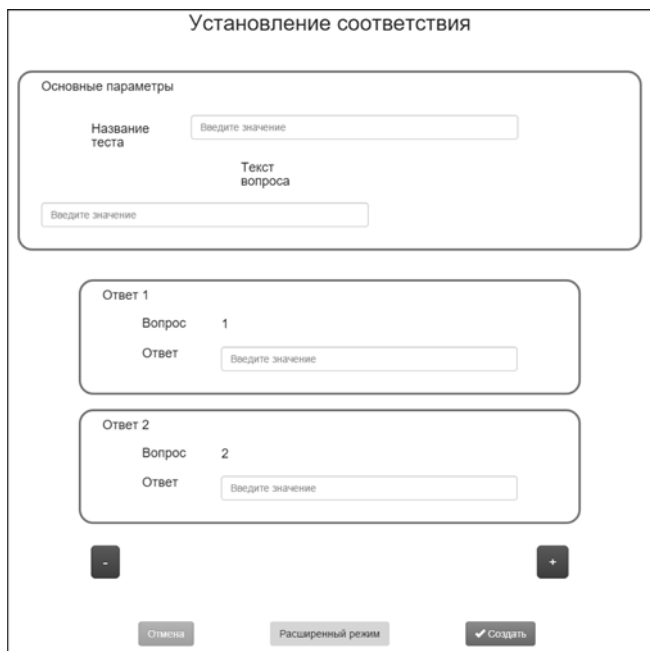 Установление соответствия
Основные параметры
Название
теста
Введите значение
Текст
вопроса
Введите значение
Ответ 1
Вопрос 1
Ответ Введите значение
Ответ 2
Вопрос 2
Ответ Введите значение
- +
Отмена Расширенный режим ✔ Создать